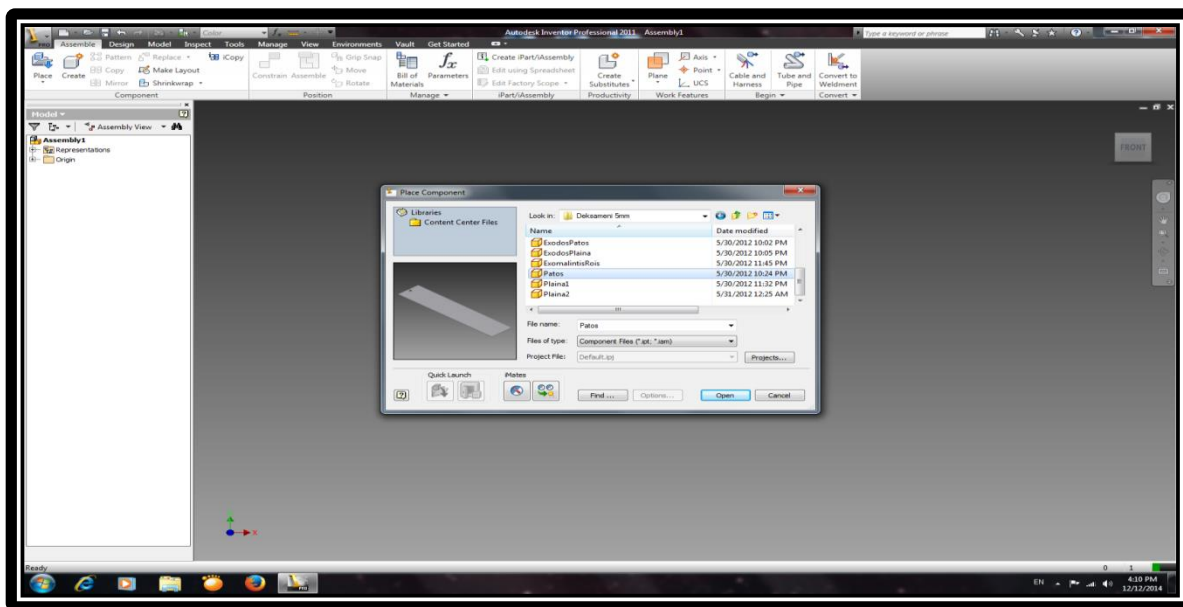 Color
Autodesk Inventor Professional 2011 Assembly1
Type a keyword or phrase
PRO Assemble Design Model Inspect Tools Manage View Environments Vault Get Started
Place
Create
Pattern Replace iCopy
Copy Make Layout
Mirror Shrinkwrap
Component
Constrain Assemble
Grip Snap
Move
Rotate
Position
Bill of Materials
Parameters
Manage
Create iPart/iAssembly
Edit using Spreadsheet
Edit Factory Scope
iPart/iAssembly
Create Substitutes
Productivity
Plane
Axis
Point
UCS
Work Features
Cable and Harness
Tube and Pipe
Begin
Convert to Weldment
Convert
Model
Assembly View
Assembly1
Representations
Origin
FRONT
Place Component
Libraries
Content Center Files
Look in: Deksameni 5mm
Name Date modified
ExodosPatos 5/30/2012 10:02 PM
ExodosPlaina 5/30/2012 10:05 PM
ExomalintisRois 5/30/2012 11:45 PM
Patos 5/30/2012 10:24 PM
Plaina1 5/30/2012 11:32 PM
Plaina2 5/31/2012 12:25 AM
File name: Patos
Files of type: Component Files (*.ipt; *.iam)
Project File: Default.ipj Projects...
Quick Launch iMates
Find ... Options... Open Cancel
X
Ready 0 1
EN 4:10 PM
12/12/2014